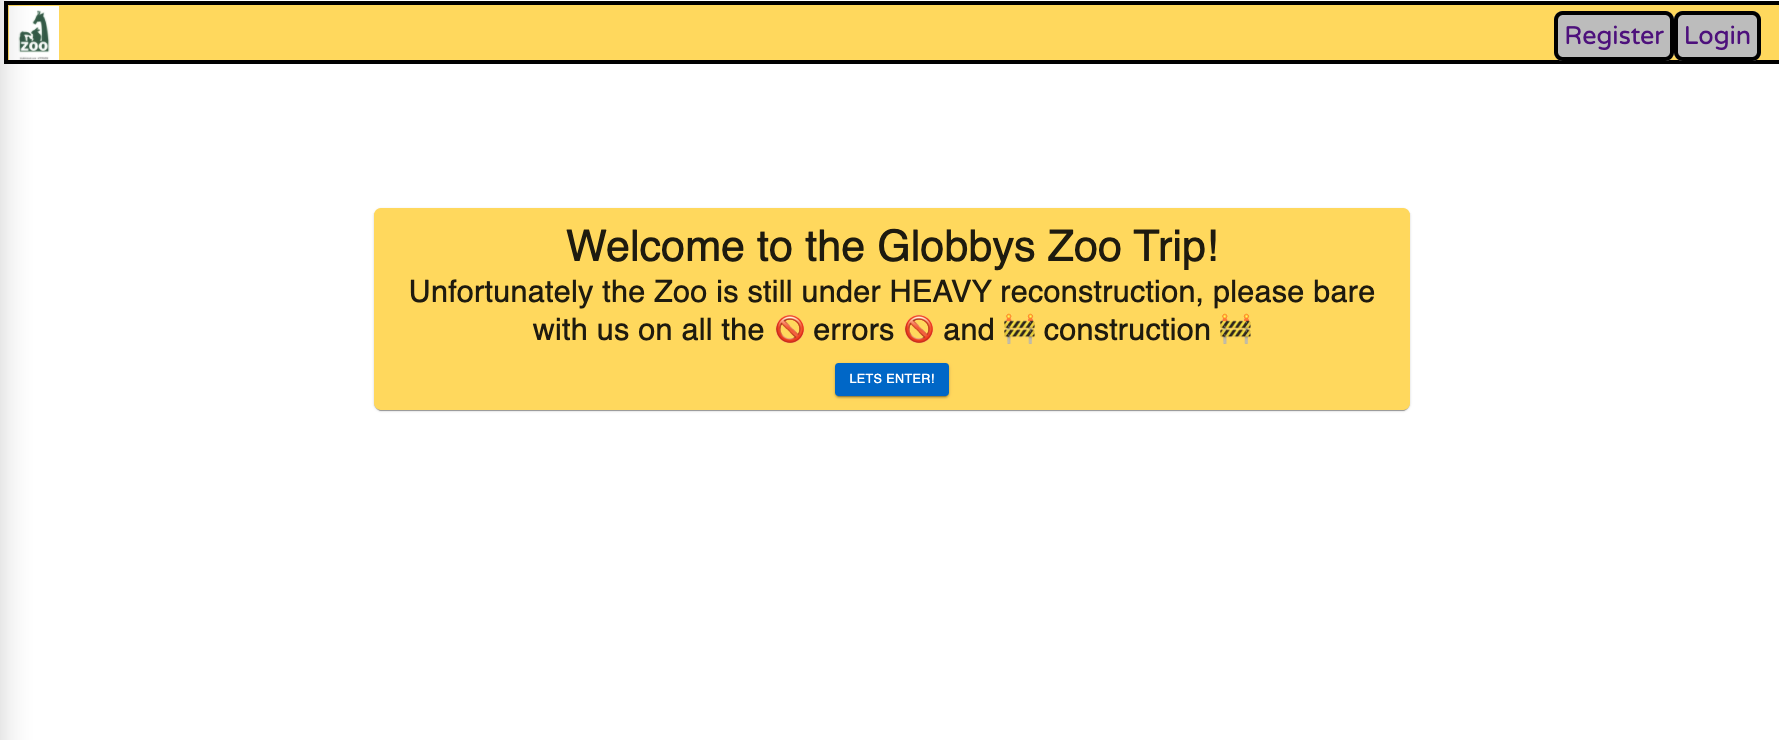 ZOO
Register
Login
Welcome to the Globbys Zoo Trip!
Unfortunately the Zoo is still under HEAVY reconstruction, please bare
with us on all the 🚫 errors 🚫 and 🚧 construction 🚧
LETS ENTER!